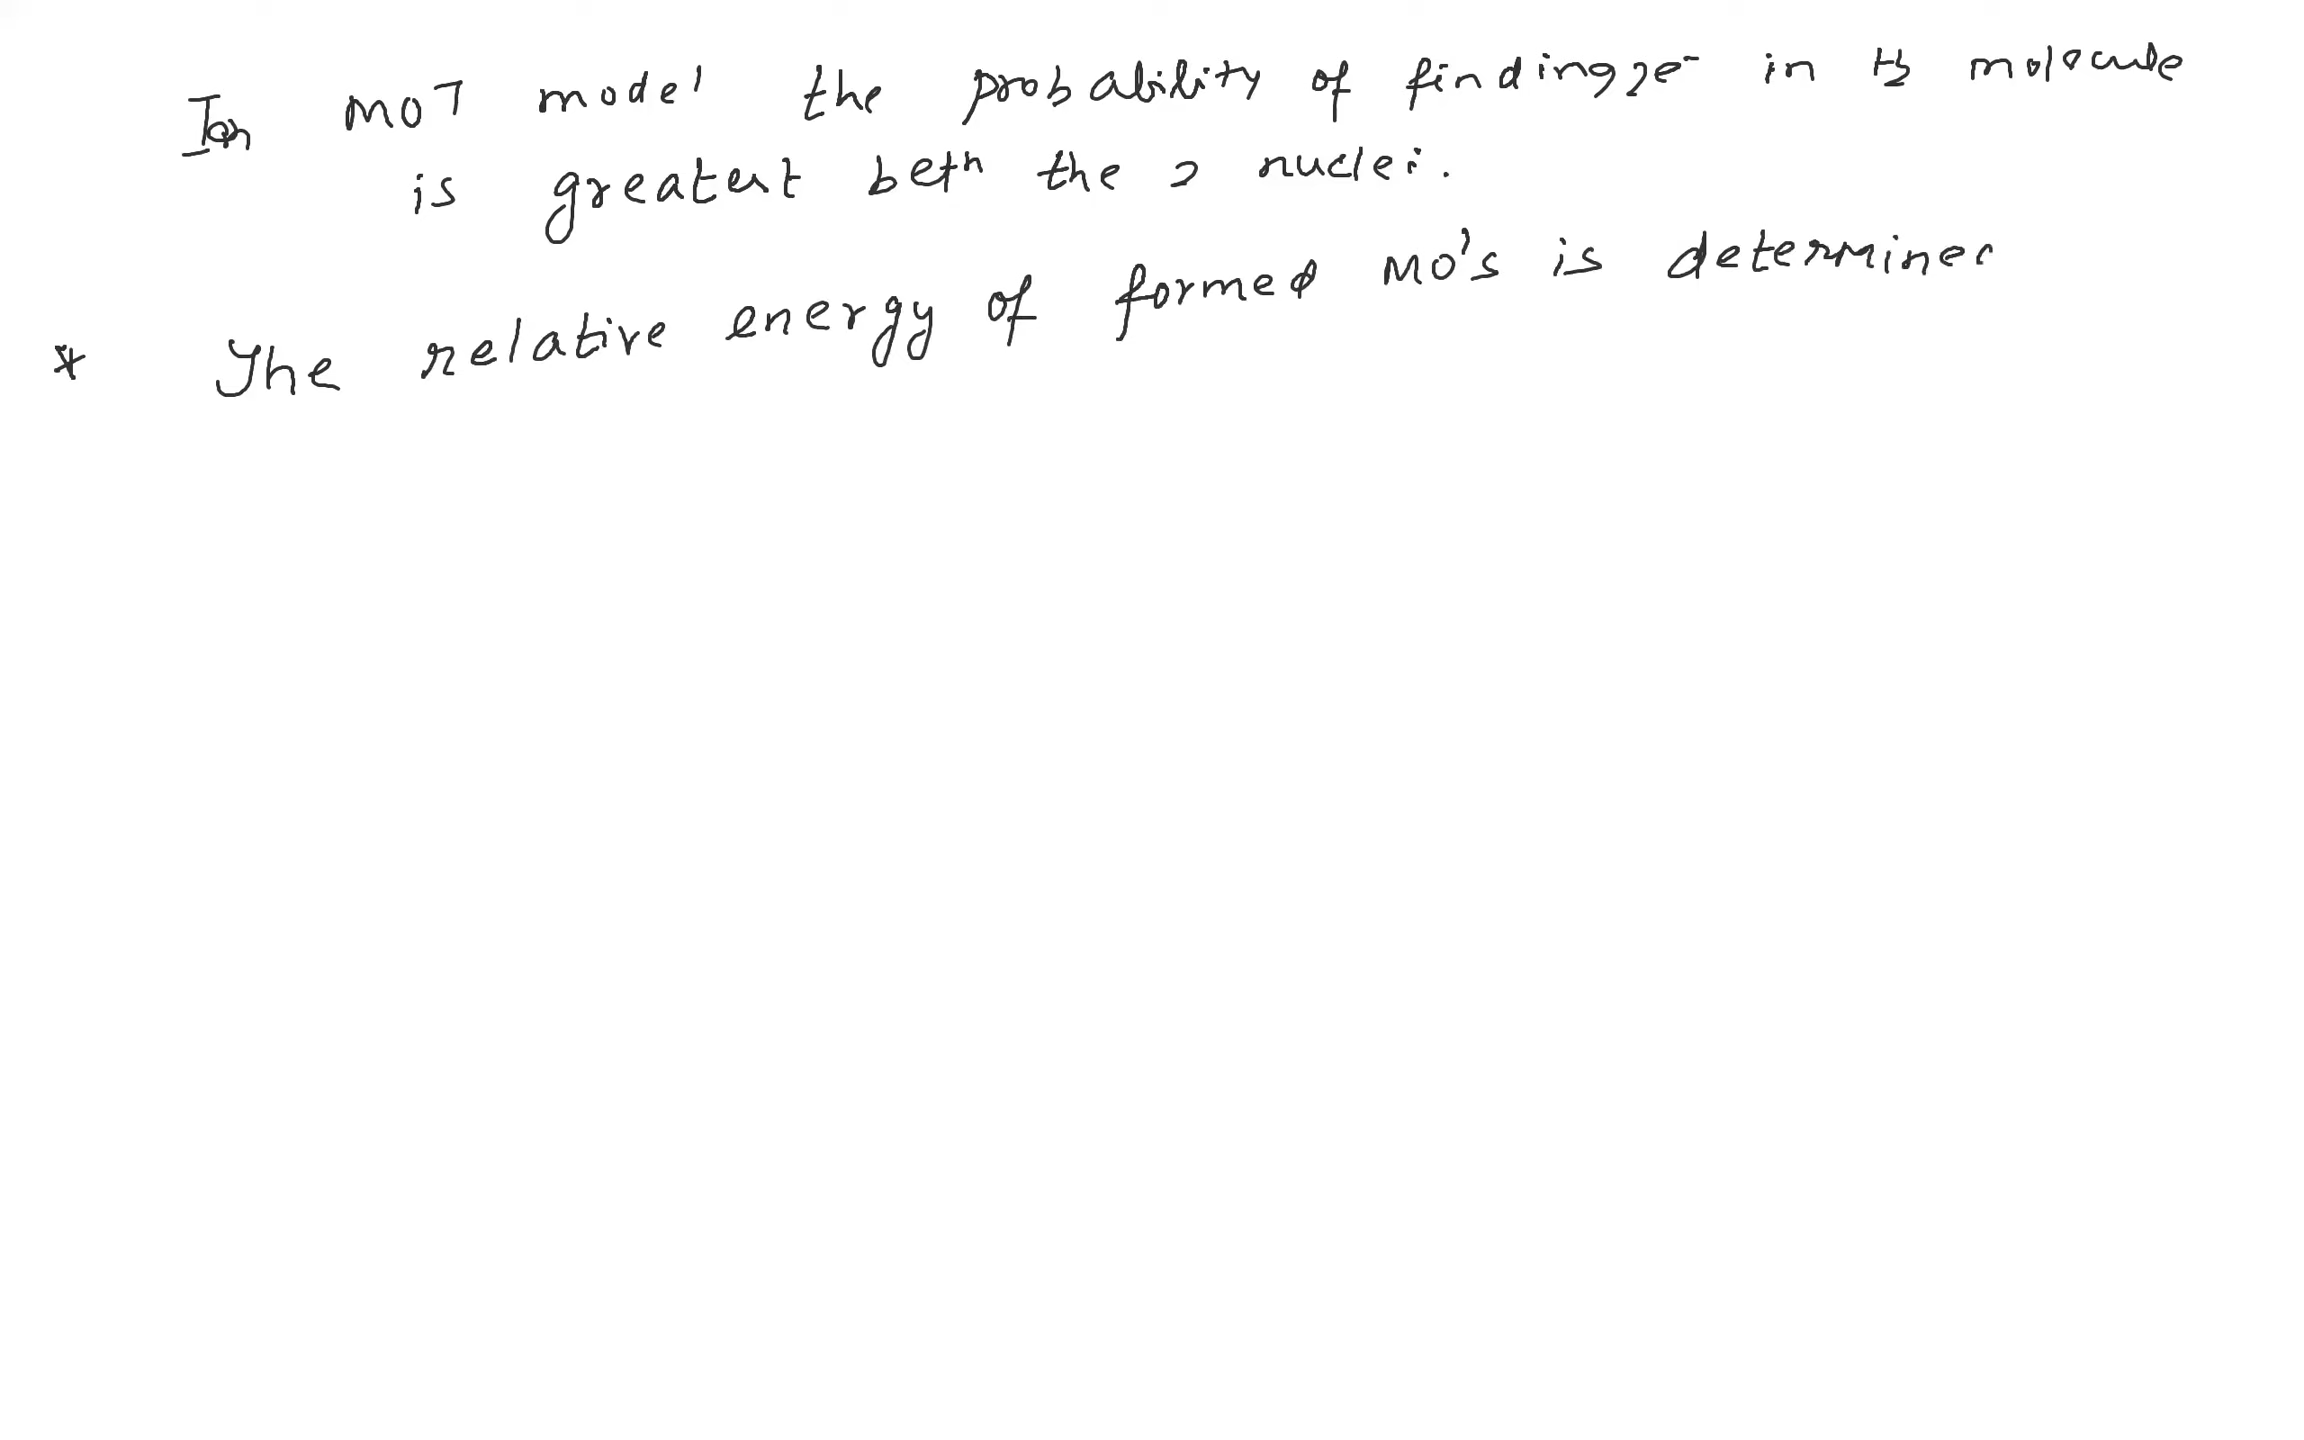 In MOT model the probability of finding 2e⁻ in H2 molecule
is greatest betn the 2 nuclei.
* The relative energy of formed MO's is determined